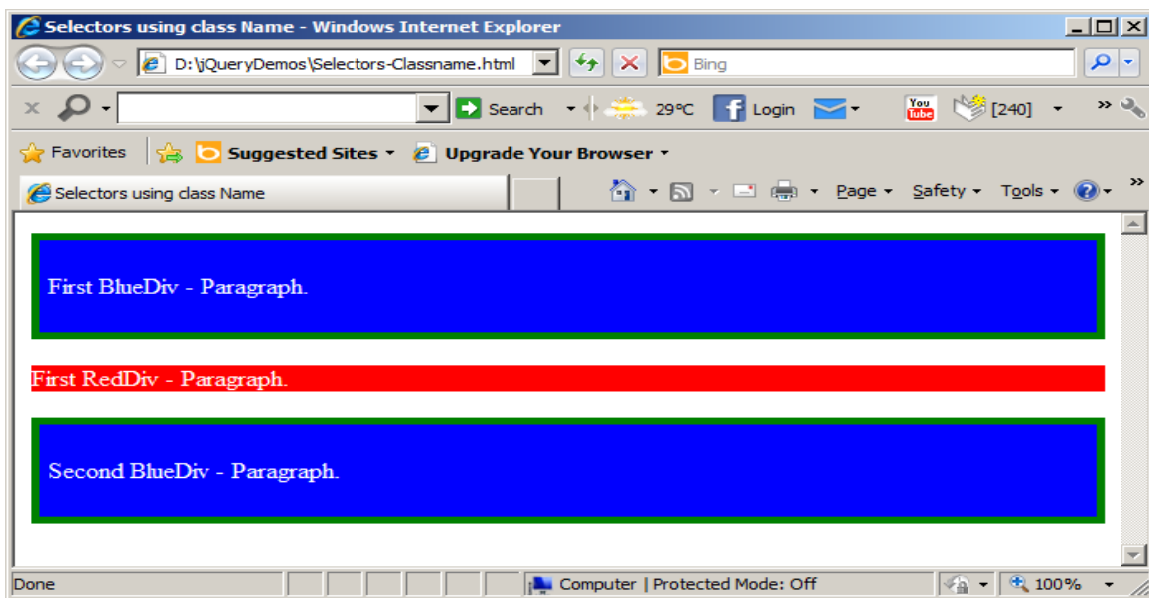 Selectors using class Name - Windows Internet Explorer
D:\jQueryDemos\Selectors-Classname.html
Bing
Search
29°C
Login
You Tube
[240]
»
Favorites
Suggested Sites
Upgrade Your Browser
Selectors using class Name
Page
Safety
Tools
»
First BlueDiv - Paragraph.
First RedDiv - Paragraph.
Second BlueDiv - Paragraph.
Done
Computer | Protected Mode: Off
100%